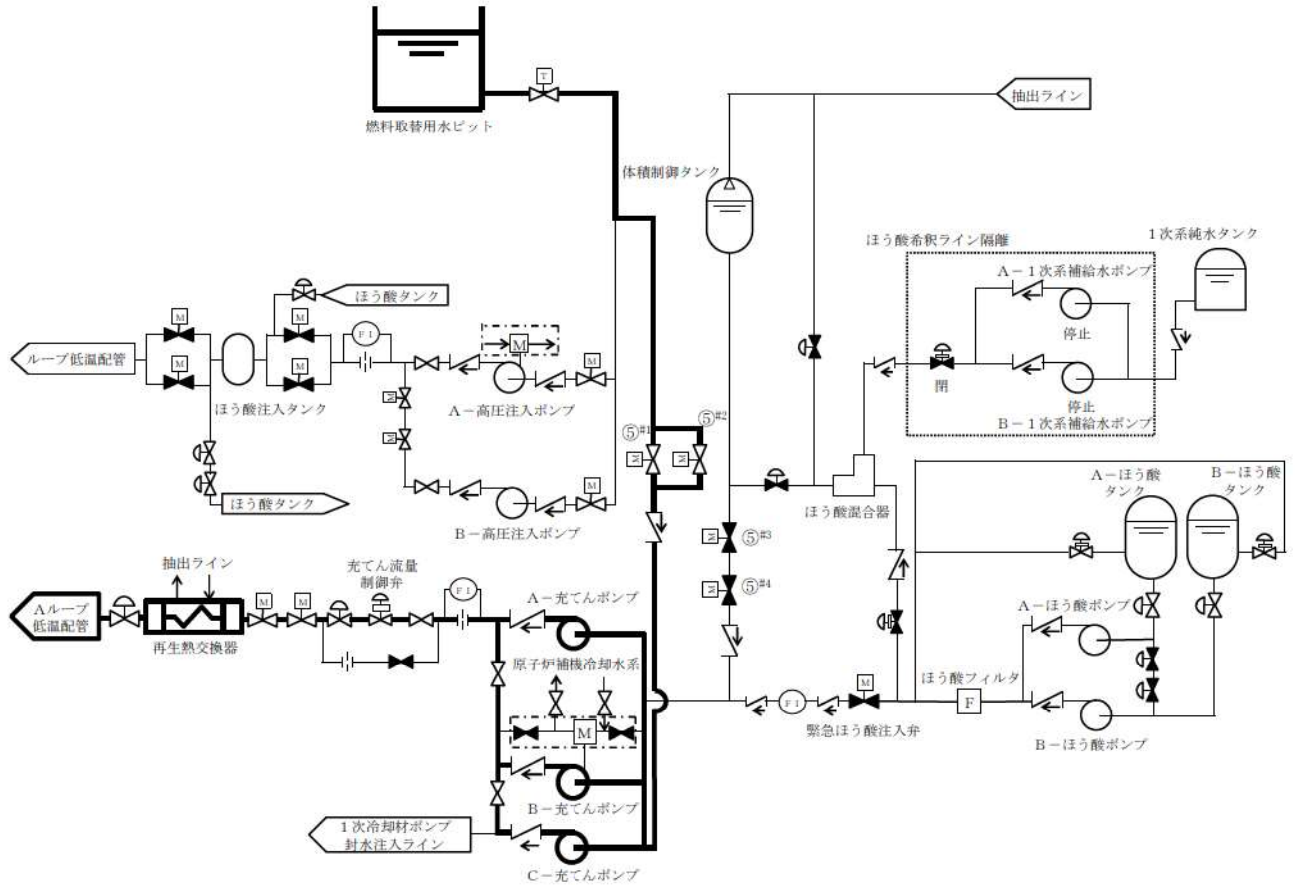 T
燃料取替用水ピット
抽出ライン
体積制御タンク
ほう酸希釈ライン隔離
1次系純水タンク
A－1次系補給水ポンプ
停止
閉
停止
B－1次系補給水ポンプ
ほう酸タンク
M
M
FI
M
M
ループ低温配管
M
M
ほう酸注入タンク
A－高圧注入ポンプ
M
M
ほう酸タンク
M
B－高圧注入ポンプ
⑤#1
⑤#2
M
M
ほう酸混合器
A－ほう酸
タンク
B－ほう酸
タンク
M
⑤#3
M
⑤#4
抽出ライン
充てん流量
制御弁
FI
A－充てんポンプ
Aループ
低温配管
M
M
再生熱交換器
原子炉補機冷却水系
M
A－ほう酸ポンプ
ほう酸フィルタ
FI
M
F
緊急ほう酸注入弁
B－ほう酸ポンプ
B－充てんポンプ
1次冷却材ポンプ
封水注入ライン
C－充てんポンプ